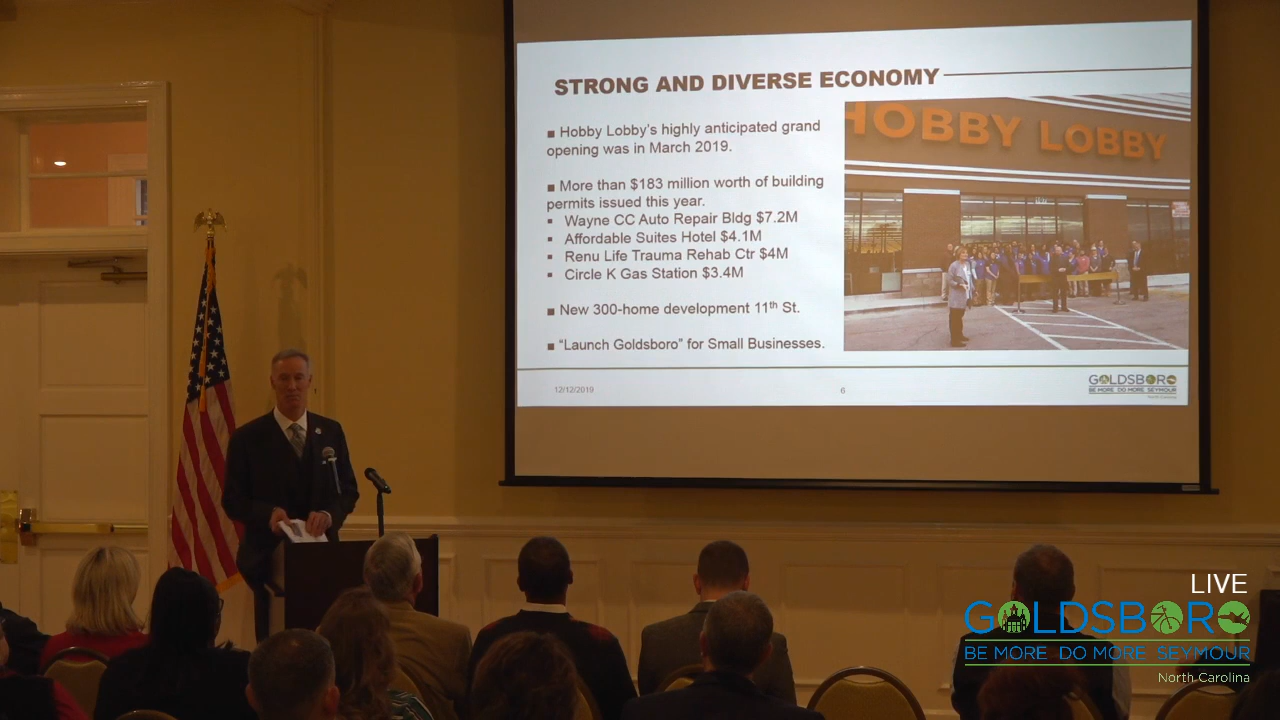 STRONG AND DIVERSE ECONOMY
■ Hobby Lobby's highly anticipated grand
opening was in March 2019.
■ More than $183 million worth of building
permits issued this year.
▪ Wayne CC Auto Repair Bldg $7.2M
▪ Affordable Suites Hotel $4.1M
▪ Renu Life Trauma Rehab Ctr $4M
▪ Circle K Gas Station $3.4M
■ New 300-home development 11th St.
■ “Launch Goldsboro” for Small Businesses.
HOBBY LOBBY
12/12/2019
6
GOLDSBORO
BE MORE DO MORE SEYMOUR
North Carolina
LIVE
GOLDSBORO
BE MORE DO MORE SEYMOUR
North Carolina